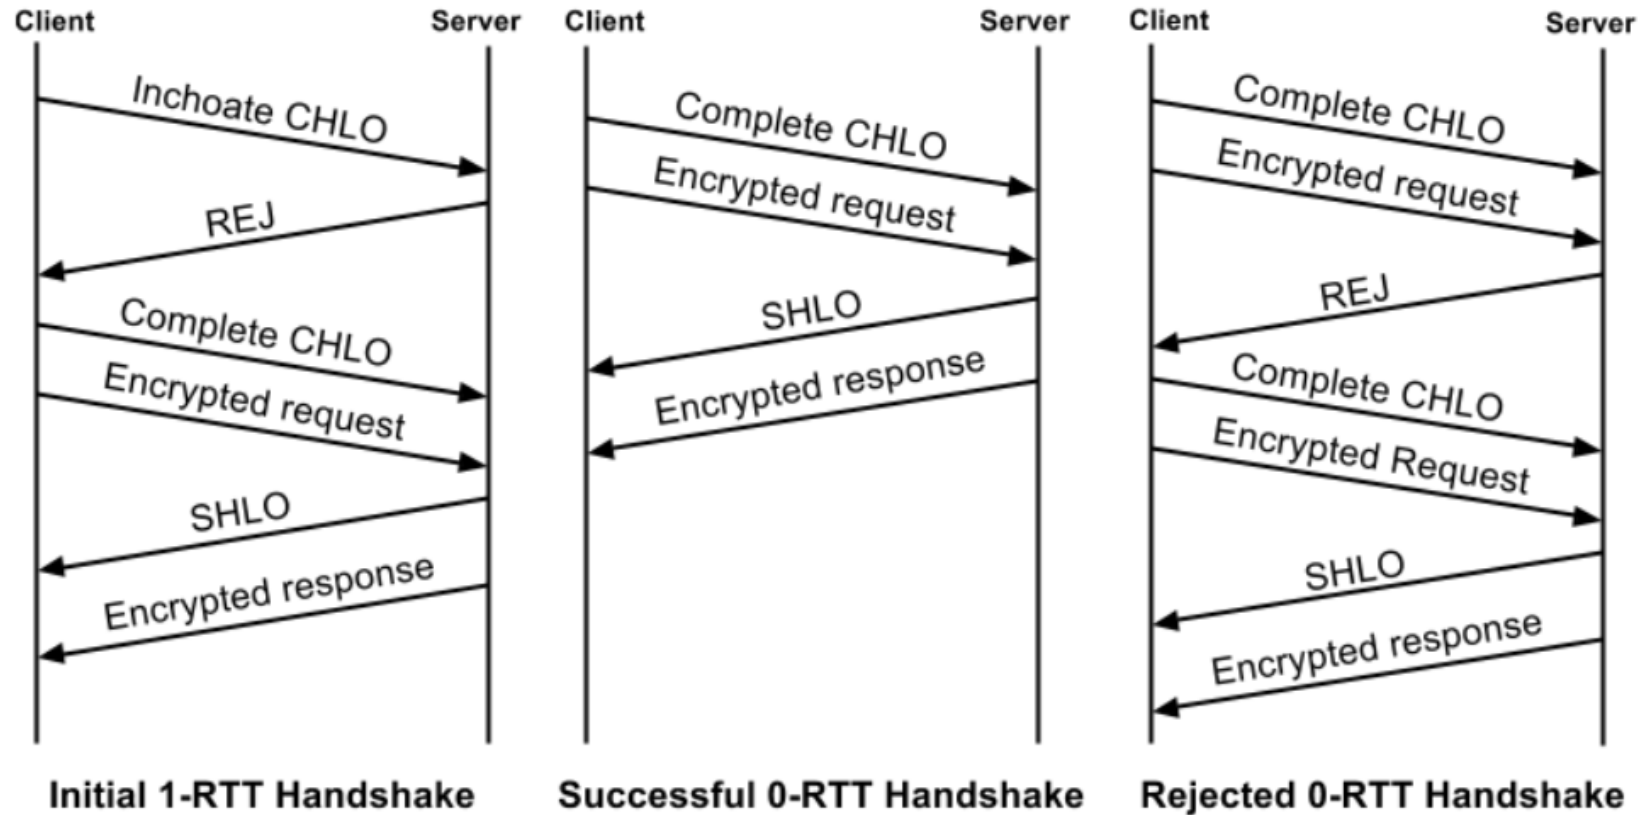 Client
Server
Inchoate CHLO
REJ
Complete CHLO
Encrypted request
SHLO
Encrypted response
Initial 1-RTT Handshake
Client
Server
Complete CHLO
Encrypted request
SHLO
Encrypted response
Successful 0-RTT Handshake
Client
Server
Complete CHLO
Encrypted request
REJ
Complete CHLO
Encrypted Request
SHLO
Encrypted response
Rejected 0-RTT Handshake